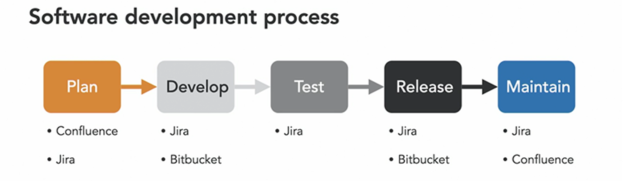 Software development process
Plan
Develop
Test
Release
Maintain
• Confluence
• Jira
• Jira
• Bitbucket
• Jira
• Jira
• Bitbucket
• Jira
• Confluence